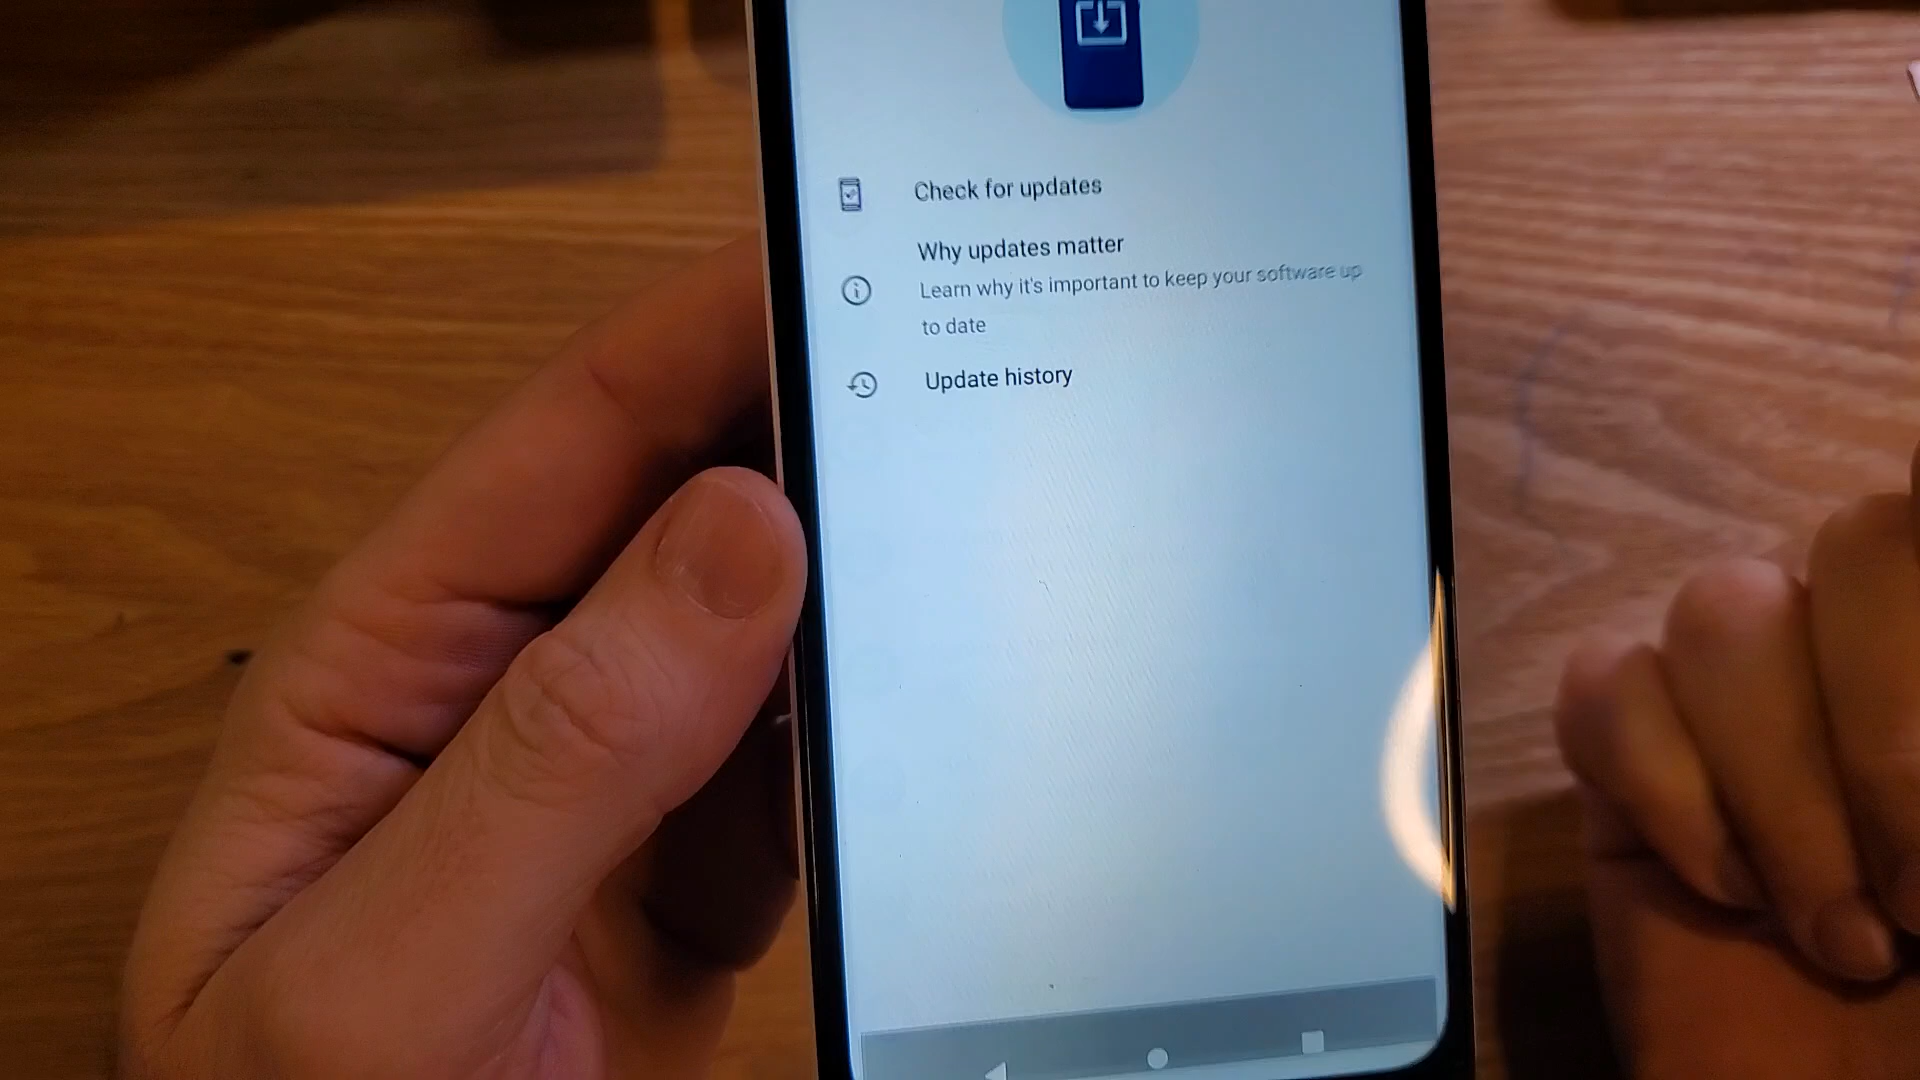 Check for updates
Why updates matter
Learn why it's important to keep your software up
to date
Update history